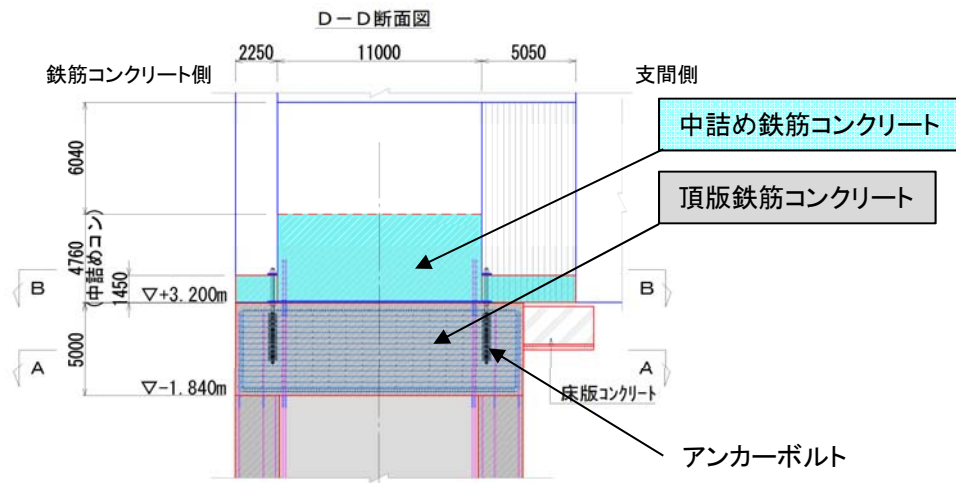 D－D断面図
2250 11000 5050
鉄筋コンクリート側
支間側
中詰め鉄筋コンクリート
頂版鉄筋コンクリート
6040
4760
(中詰めコン)
1450
5000
B
B
▽+3.200m
A
A
▽-1.840m
床版コンクリート
アンカーボルト